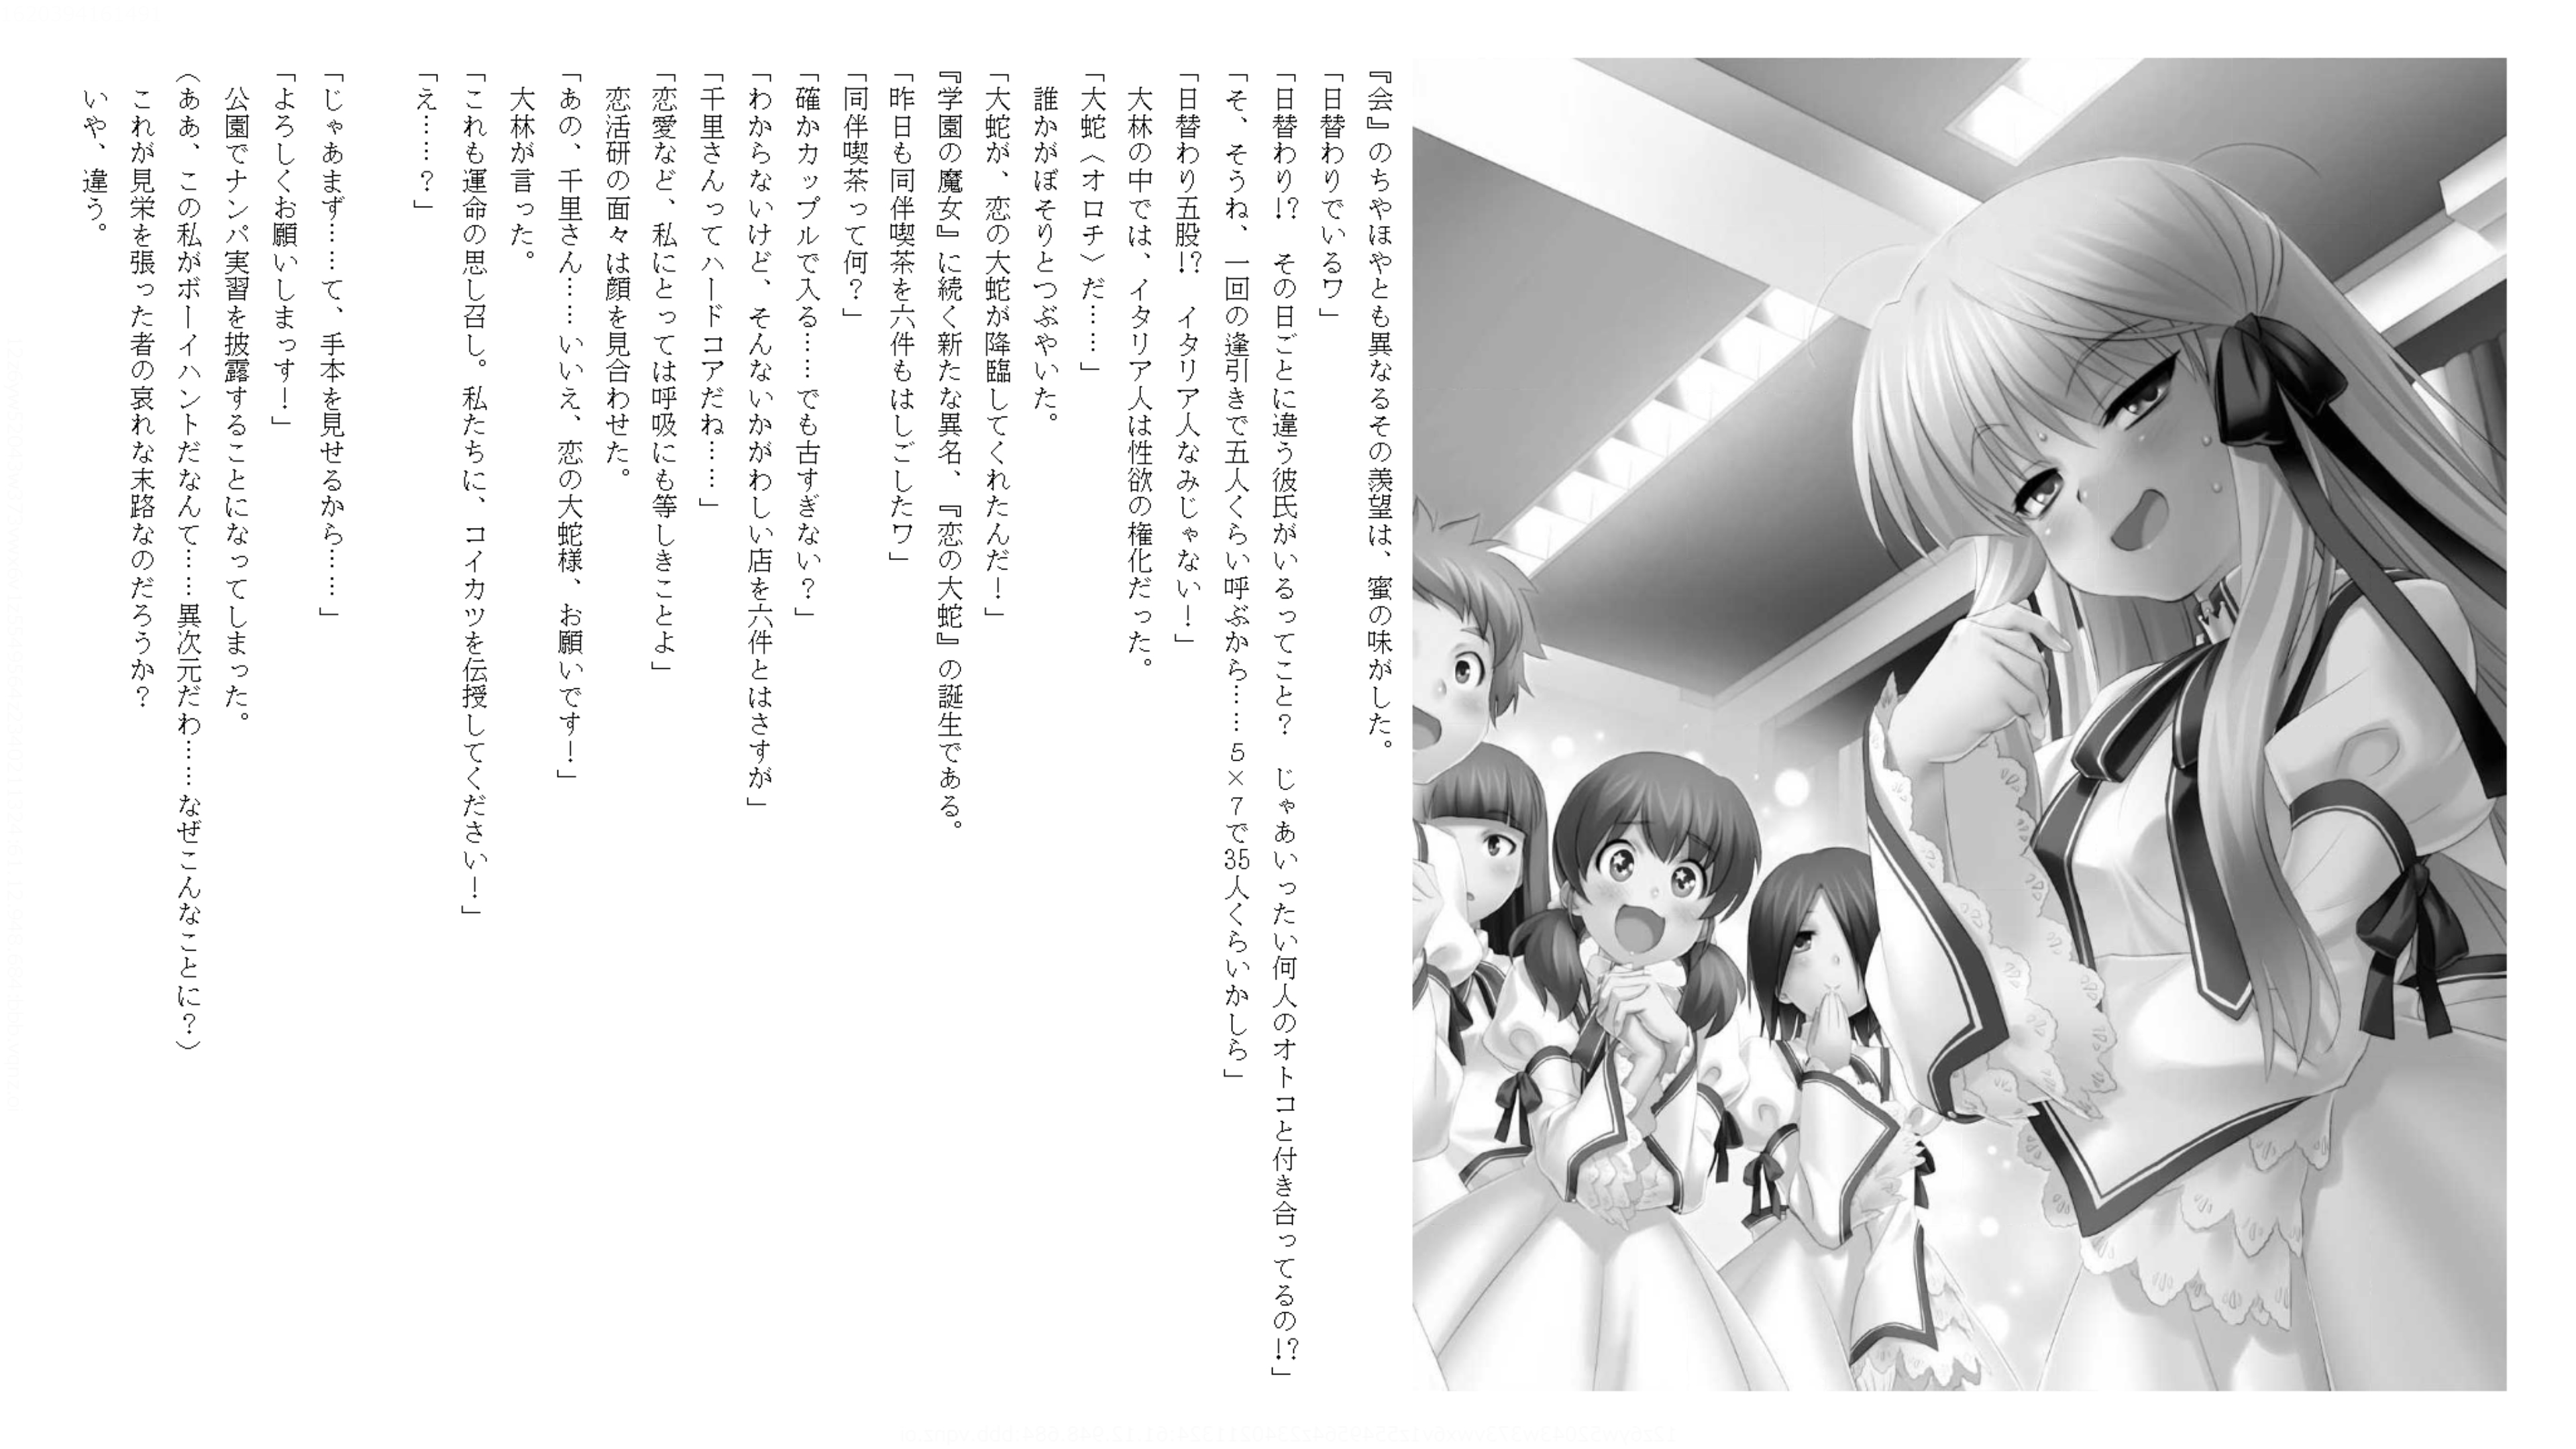 『会』のちやほやとも異なるその羨望は、蜜の味がした。
「日替わりでいるワ」
「日替わり!?　その日ごとに違う彼氏がいるってこと？　じゃあいったい何人のオトコと付き合ってるの!?」
「そ、そうね、一回の逢引きで五人くらい呼ぶから……５×７で35人くらいかしら」
「日替わり五股!?　イタリア人なみじゃない！」
大林の中では、イタリア人は性欲の権化だった。
「大蛇〈オロチ〉だ……」
誰かがぼそりとつぶやいた。
「大蛇が、恋の大蛇が降臨してくれたんだ！」
『学園の魔女』に続く新たな異名、『恋の大蛇』の誕生である。
「昨日も同伴喫茶を六件もはしごしたワ」
「同伴喫茶って何？」
「確かカップルで入る……でも古すぎない？」
「わからないけど、そんないかがわしい店を六件とはさすが」
「千里さんってハードコアだね……」
「恋愛など、私にとっては呼吸にも等しきことよ」
恋活研の面々は顔を見合わせた。
「あの、千里さん……いいえ、恋の大蛇様、お願いです！」
大林が言った。
「これも運命の思し召し。私たちに、コイカツを伝授してください！」
「え……？」
「じゃあまず……て、手本を見せるから……」
「よろしくお願いしまっす！」
公園でナンパ実習を披露することになってしまった。
（ああ、この私がボーイハントだなんて……異次元だわ……なぜこんなことに？）
これが見栄を張った者の哀れな末路なのだろうか？
いや、違う。